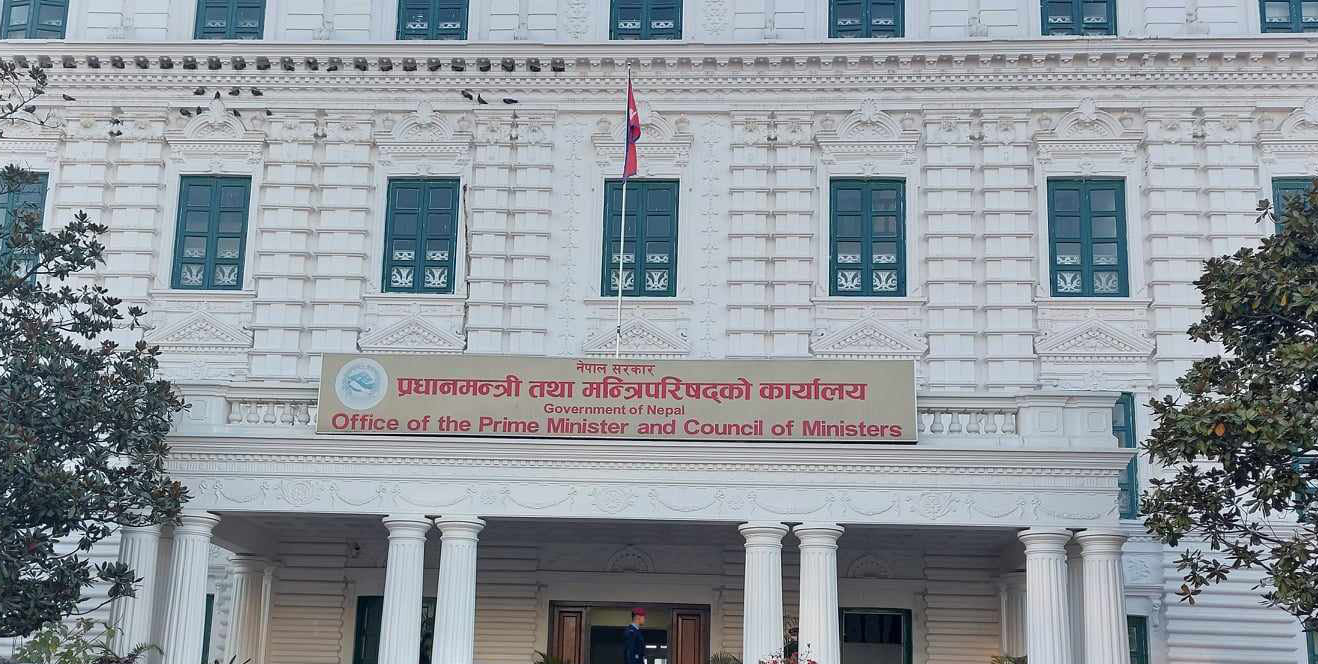 नेपाल सरकार
प्रधानमन्त्री तथा मन्त्रिपरिषद्को कार्यालय
Government of Nepal
Office of the Prime Minister and Council of Ministers